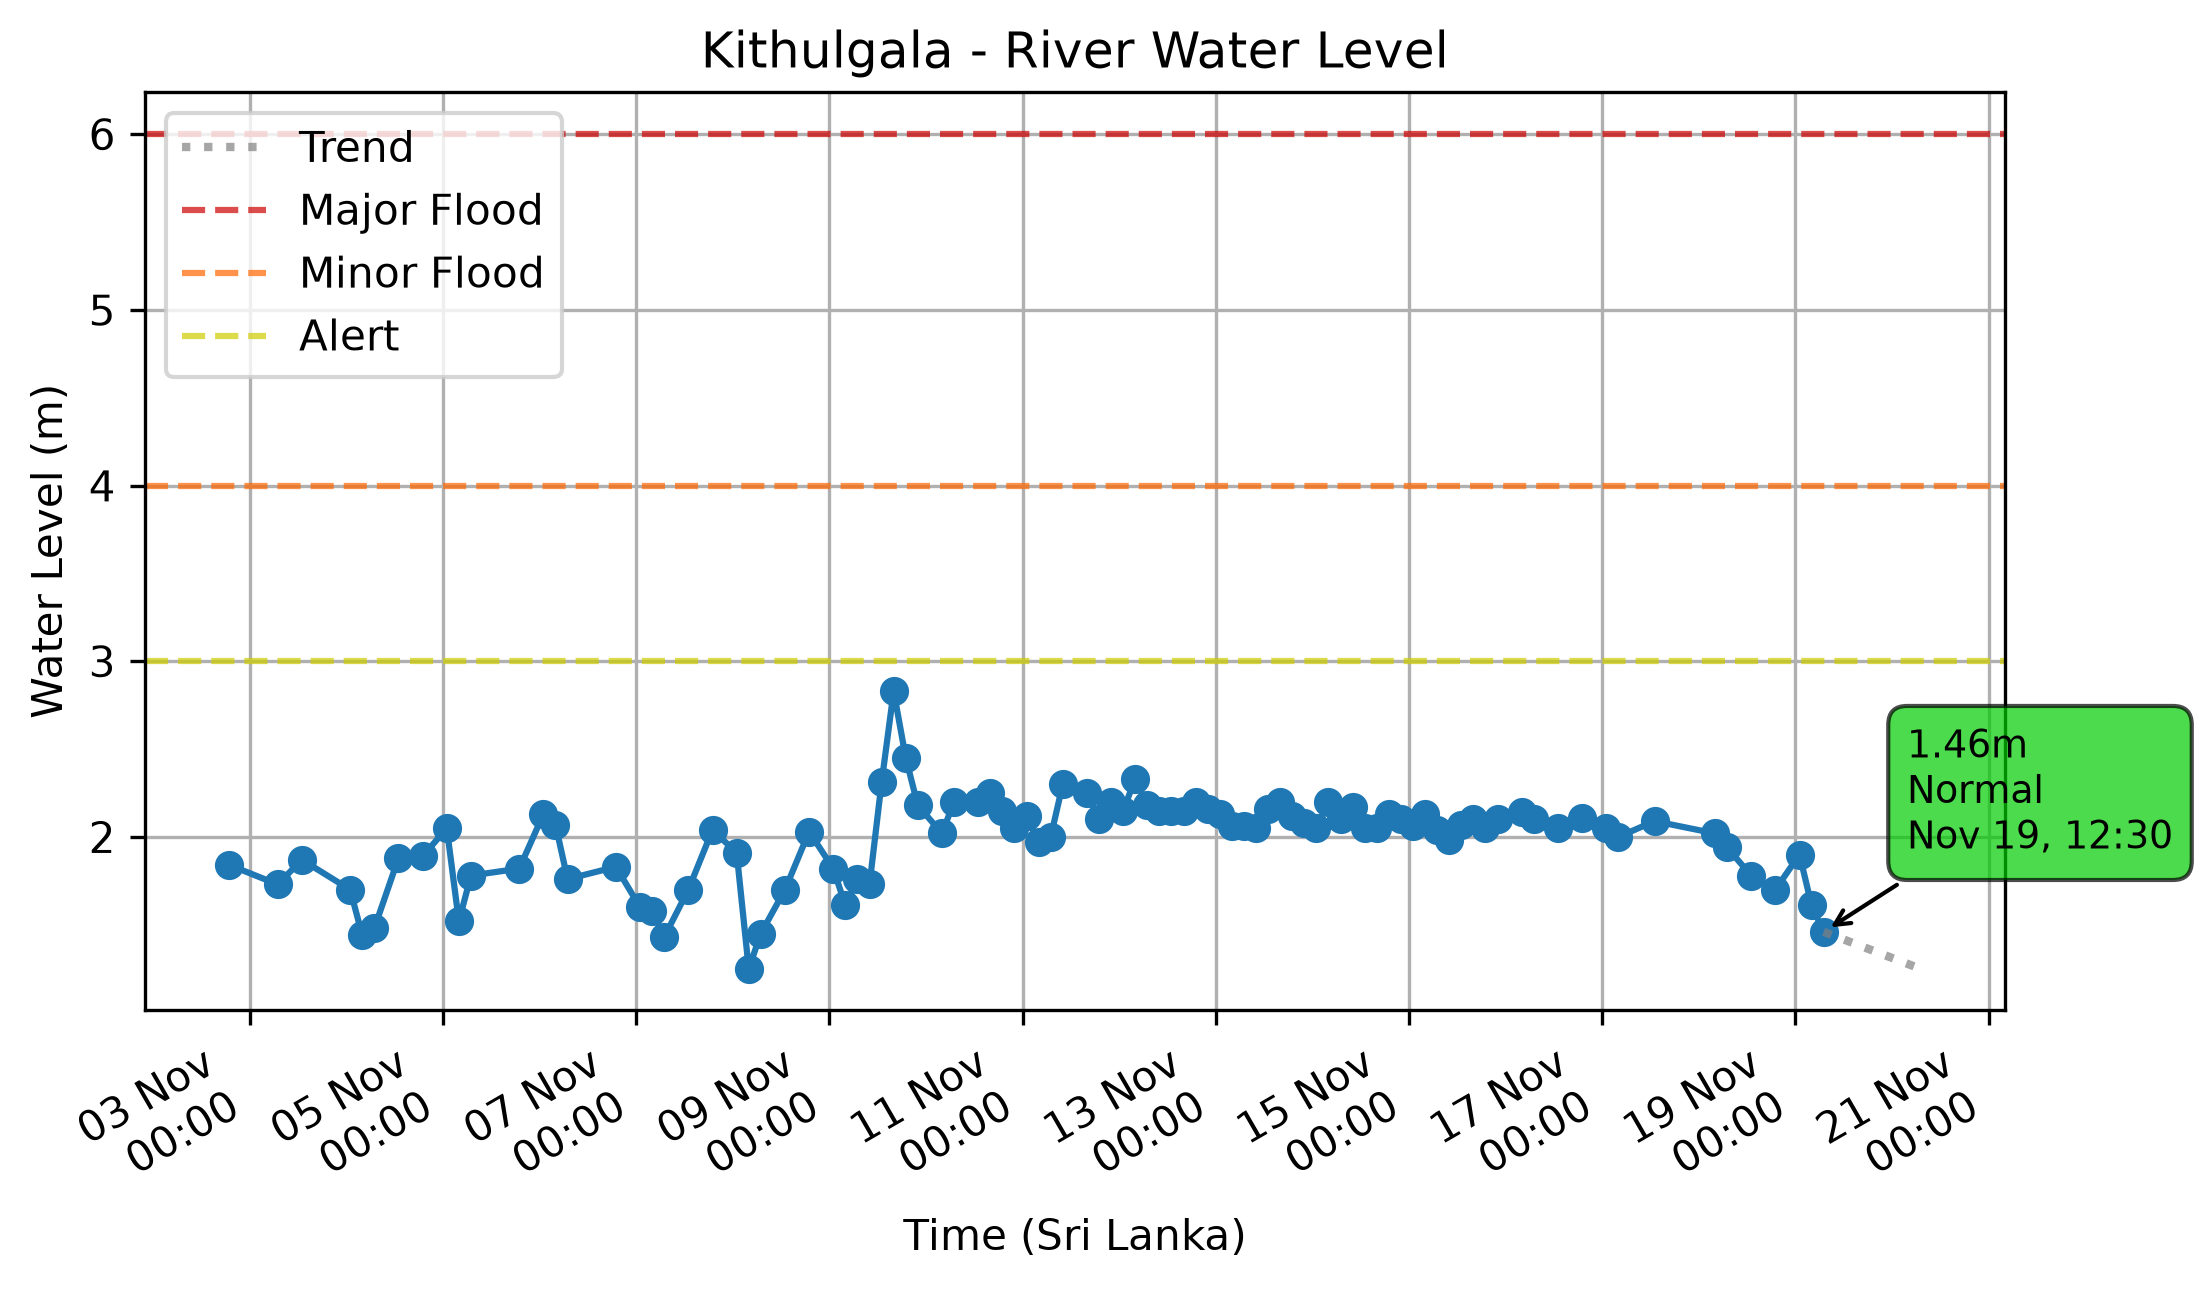 Kithulgala - River Water Level
Trend
Major Flood
Minor Flood
Alert
Water Level (m)
6
5
4
3
2
1.46m
Normal
Nov 19, 12:30
03 Nov
00:00
05 Nov
00:00
07 Nov
00:00
09 Nov
00:00
11 Nov
00:00
13 Nov
00:00
15 Nov
00:00
17 Nov
00:00
19 Nov
00:00
21 Nov
00:00
Time (Sri Lanka)